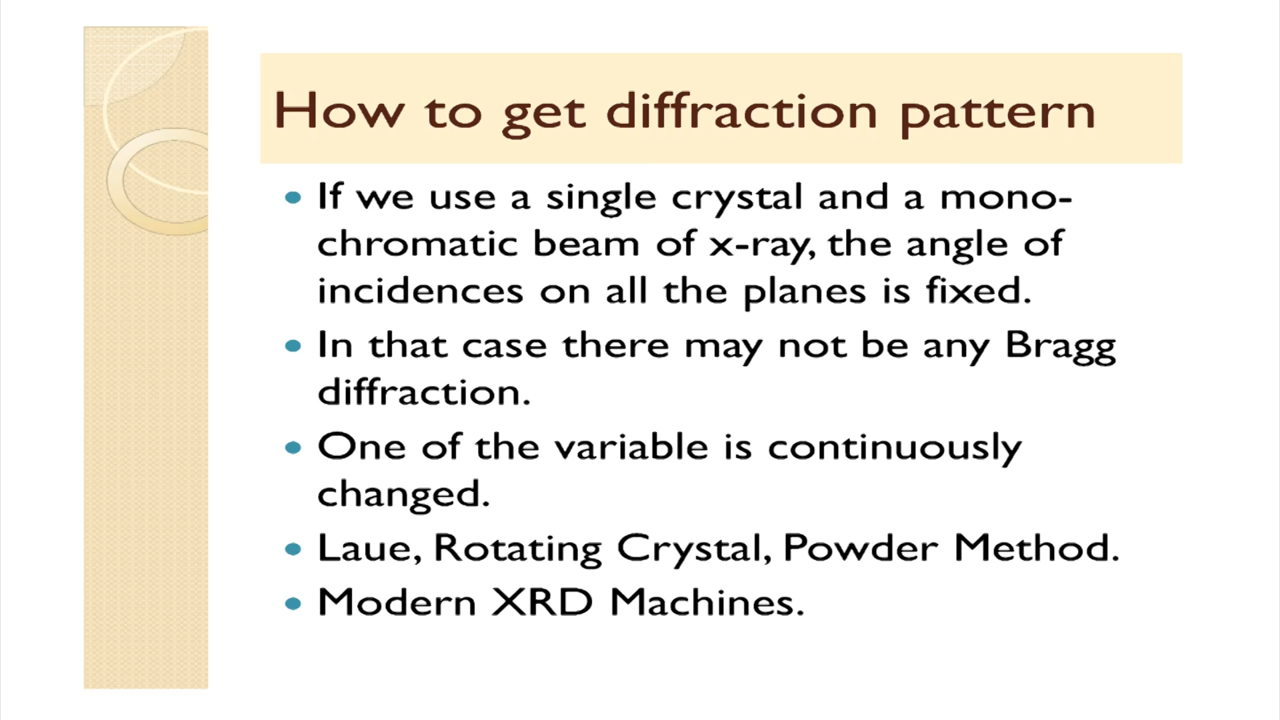 How to get diffraction pattern
• If we use a single crystal and a mono-
chromatic beam of x-ray, the angle of
incidences on all the planes is fixed.
• In that case there may not be any Bragg
diffraction.
• One of the variable is continuously
changed.
• Laue, Rotating Crystal, Powder Method.
• Modern XRD Machines.